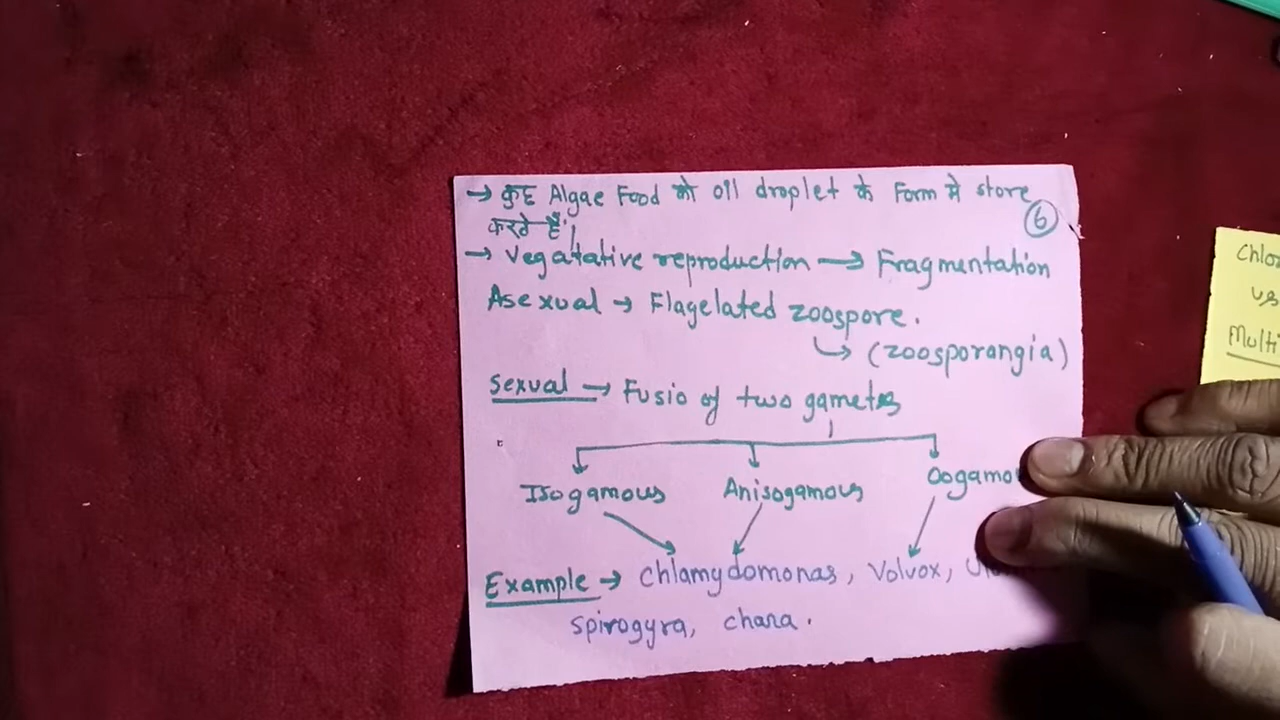 → कुछ Algae Food को oil droplet के Form में store
करते हैं।
⑥
→ Vegatative reproduction → Fragmentation
Asexual → Flagelated zoospore.
↳ (zoosporangia)
Sexual → Fusio of two gametes
Isogamous Anisogamous
Example → Chlamydomonas, Volvox,
spirogyra, chara.
Multi